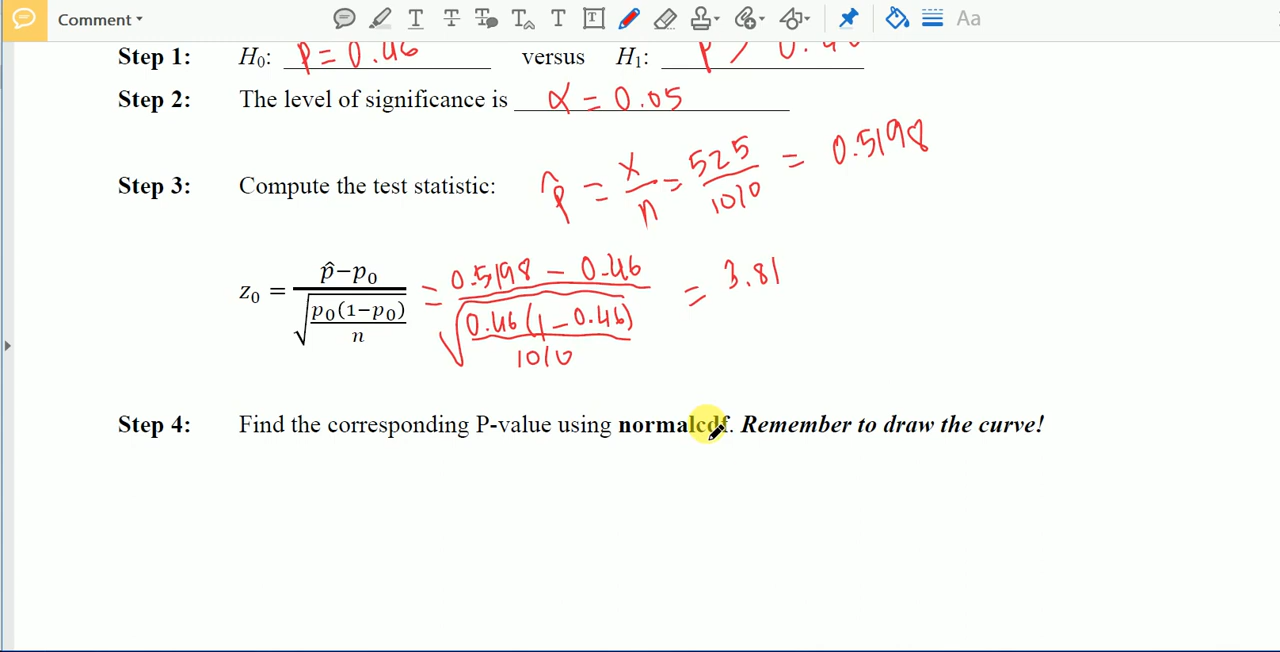 Comment
Aa
Step 1: H₀: p = 0.46 versus H₁: p > 0.46
Step 2: The level of significance is α = 0.05
Step 3: Compute the test statistic: p̂ = x/n = 525/1010 = 0.5198
z₀ = (p̂−p₀)/√(p₀(1−p₀)/n) = (0.5198 − 0.46)/√(0.46(1−0.46)/1010) = 3.81
Step 4: Find the corresponding P-value using normalcdf. Remember to draw the curve!